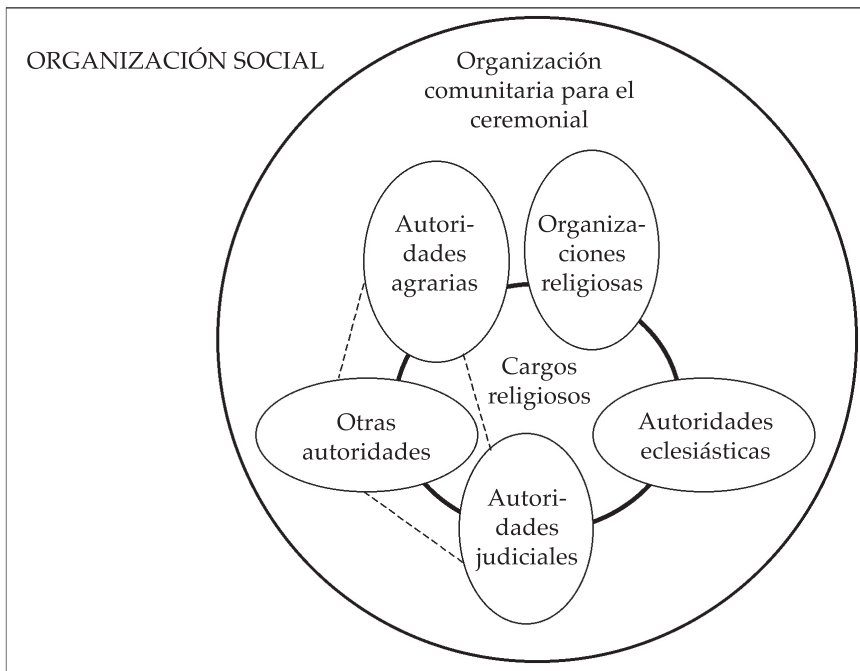 ORGANIZACIÓN SOCIAL
Organización
comunitaria para el
ceremonial
Autori-
dades
agrarias
Organiza-
ciones
religiosas
Cargos
religiosos
Otras
autoridades
Autoridades
eclesiásticas
Autori-
dades
judiciales